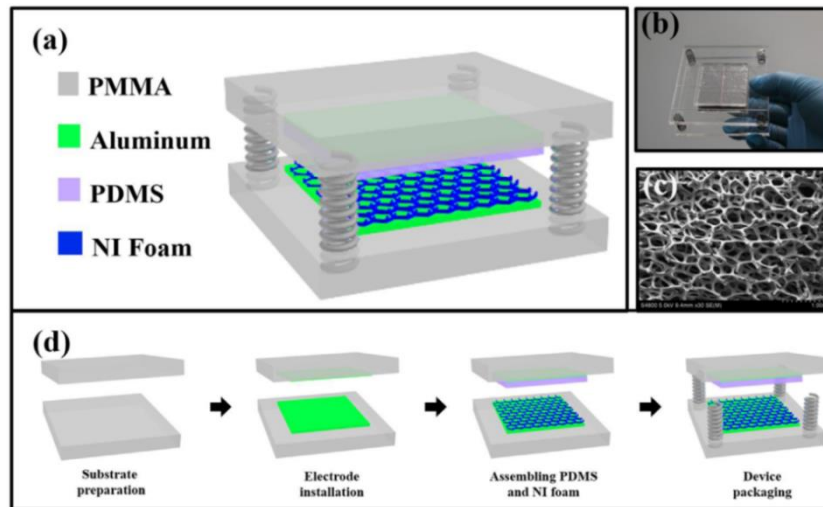 (a)
PMMA
Aluminum
PDMS
NI Foam
(b)
(c)
(d)
Substrate
preparation
Electrode
installation
Assembling PDMS
and NI foam
Device
packaging